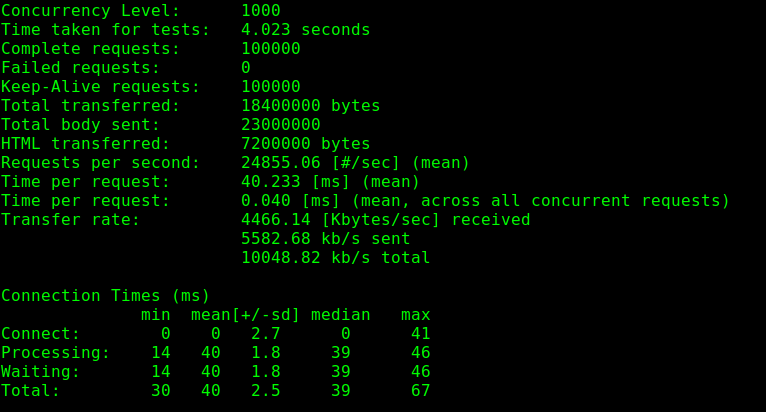 Concurrency Level:      1000
Time taken for tests:   4.023 seconds
Complete requests:      100000
Failed requests:        0
Keep-Alive requests:    100000
Total transferred:      18400000 bytes
Total body sent:        23000000
HTML transferred:       7200000 bytes
Requests per second:    24855.06 [#/sec] (mean)
Time per request:       40.233 [ms] (mean)
Time per request:       0.040 [ms] (mean, across all concurrent requests)
Transfer rate:          4466.14 [Kbytes/sec] received
                        5582.68 kb/s sent
                        10048.82 kb/s total

Connection Times (ms)
              min  mean[+/-sd] median   max
Connect:        0    0   2.7      0      41
Processing:    14   40   1.8     39      46
Waiting:       14   40   1.8     39      46
Total:         30   40   2.5     39      67